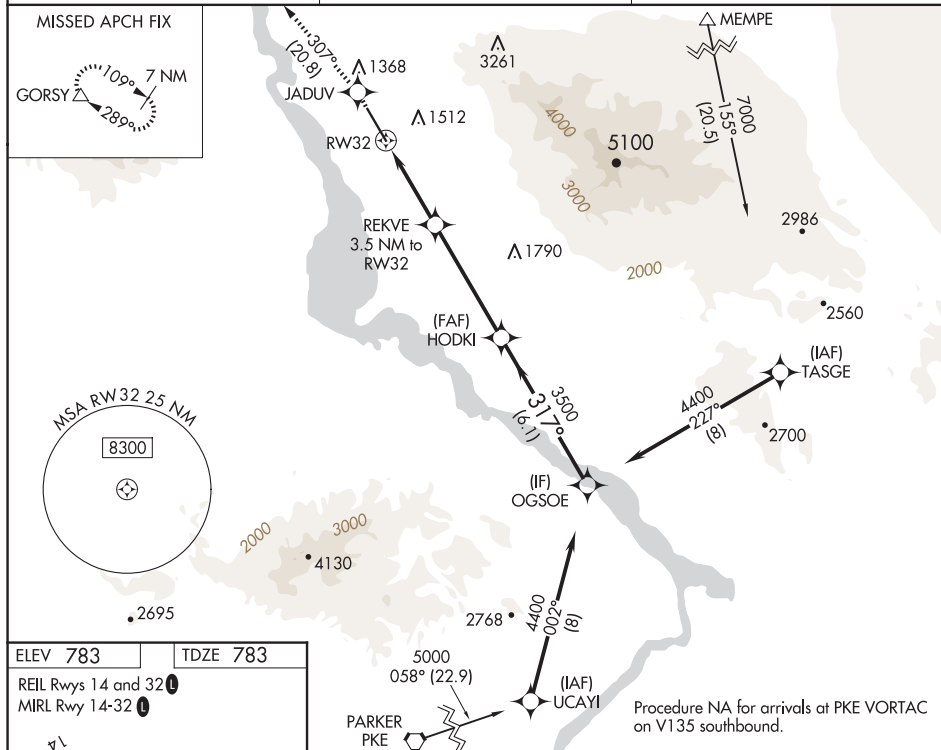 MISSED APCH FIX
GORSY
109°
7 NM
289°
307°
(20.8)
1368
JADUV
RW32
1512
3261
MEMPE
7000
155°
(20.5)
4000
5100
3000
2986
2000
REKVE
3.5 NM to
RW32
1790
2560
(FAF)
HODKI
(IAF)
TASGE
4400
227°
(8)
2700
3500
317°
(6.1)
MSA RW32 25 NM
8300
(IF)
OGSOE
2000
3000
4130
2695
2768
4400
002°
(8)
ELEV 783
TDZE 783
REIL Rwys 14 and 32 L
MIRL Rwy 14-32 L
14
5000
058° (22.9)
(IAF)
UCAYI
PARKER
PKE
Procedure NA for arrivals at PKE VORTAC
on V135 southbound.